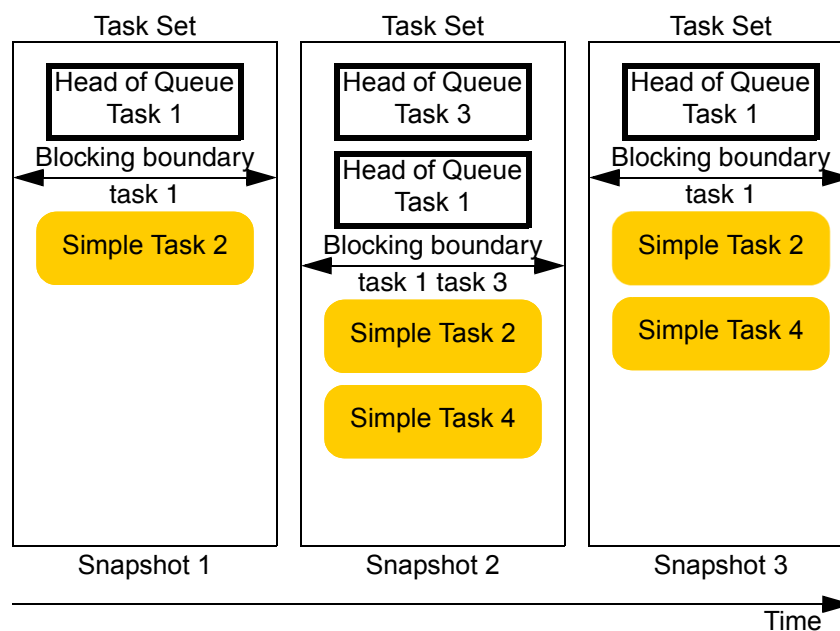 Task Set
Head of Queue
Task 1
Blocking boundary
task 1
Simple Task 2
Snapshot 1
Task Set
Head of Queue
Task 3
Head of Queue
Task 1
Blocking boundary
task 1 task 3
Simple Task 2
Simple Task 4
Snapshot 2
Task Set
Head of Queue
Task 1
Blocking boundary
task 1
Simple Task 2
Simple Task 4
Snapshot 3
Time